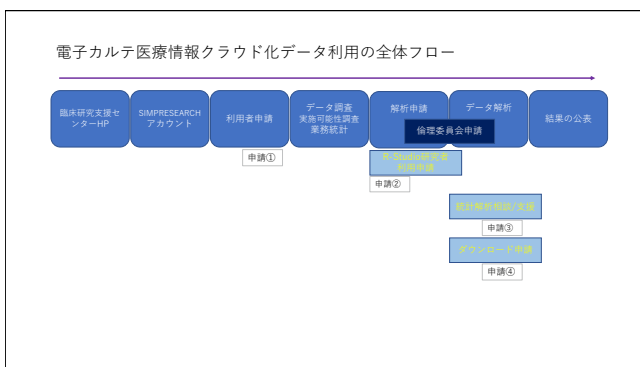 電子カルテ医療情報クラウド化データ利用の全体フロー
臨床研究支援セ
ンターHP
SIMPRESEARCH
アカウント
利用者申請
データ調査
実施可能性調査
業務統計
解析申請
データ解析
結果の公表
倫理委員会申請
申請①
R-Studio研究者
利用申請
申請②
統計解析相談/支援
申請③
ダウンロード申請
申請④